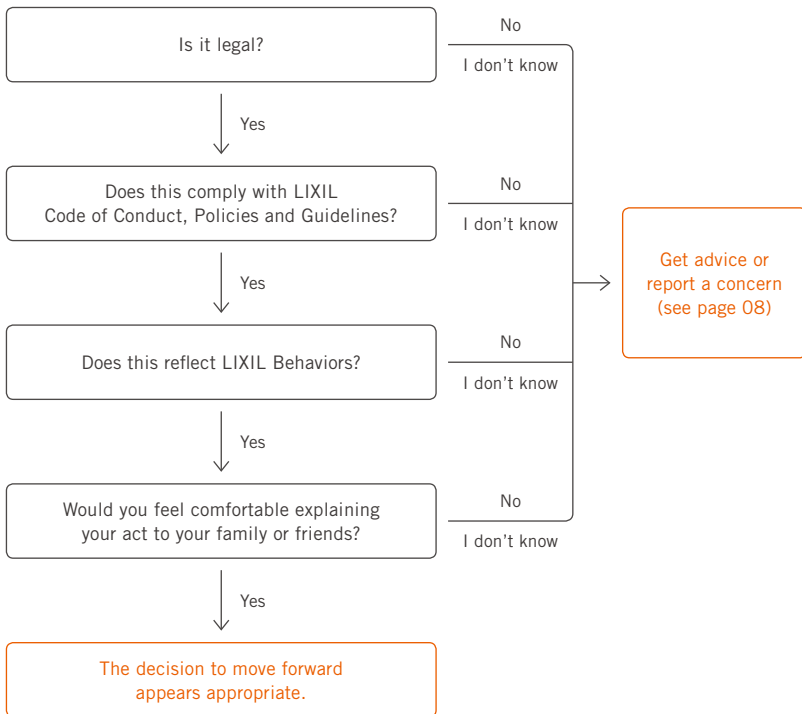 Is it legal?
No
I don't know
Yes
Does this comply with LIXIL
Code of Conduct, Policies and Guidelines?
No
I don't know
Yes
Does this reflect LIXIL Behaviors?
No
I don't know
Yes
Would you feel comfortable explaining
your act to your family or friends?
No
I don't know
Yes
The decision to move forward
appears appropriate.
Get advice or
report a concern
(see page 08)